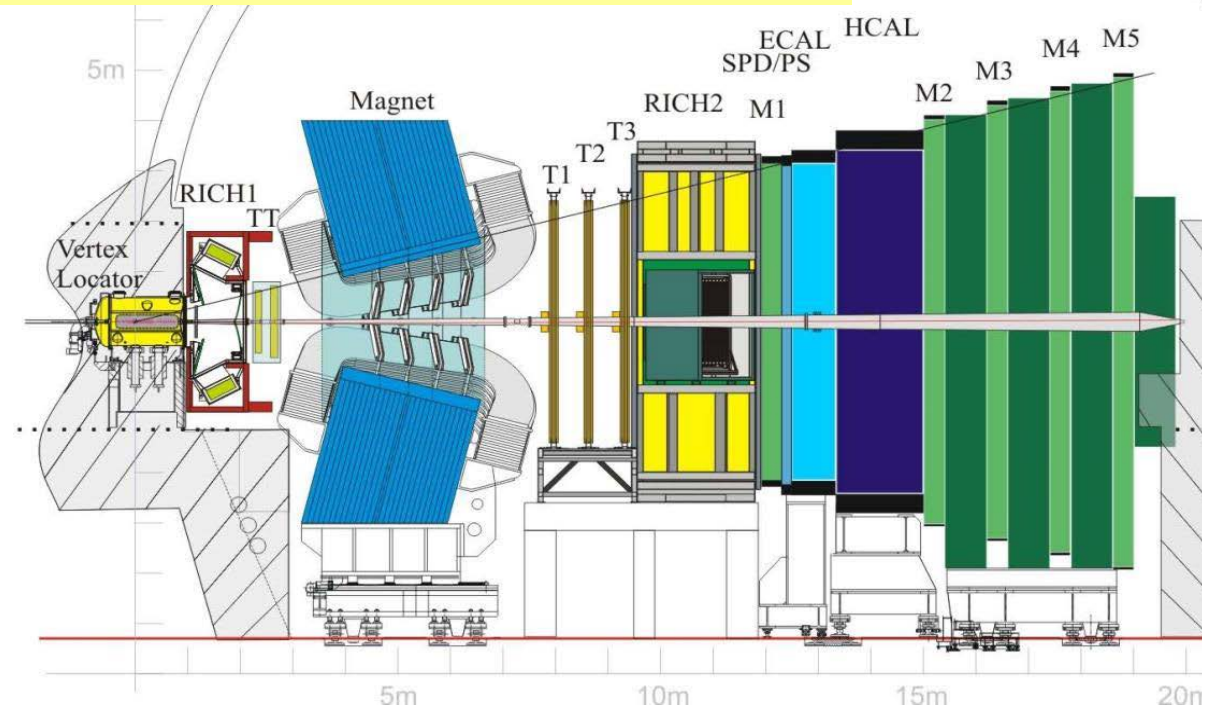 HCAL
M5
ECAL
M4
SPD/PS
M3
5m
M2
Magnet
RICH2
M1
T3
T2
T1
RICH1
TT
Vertex
Locator
5m
10m
15m
20m